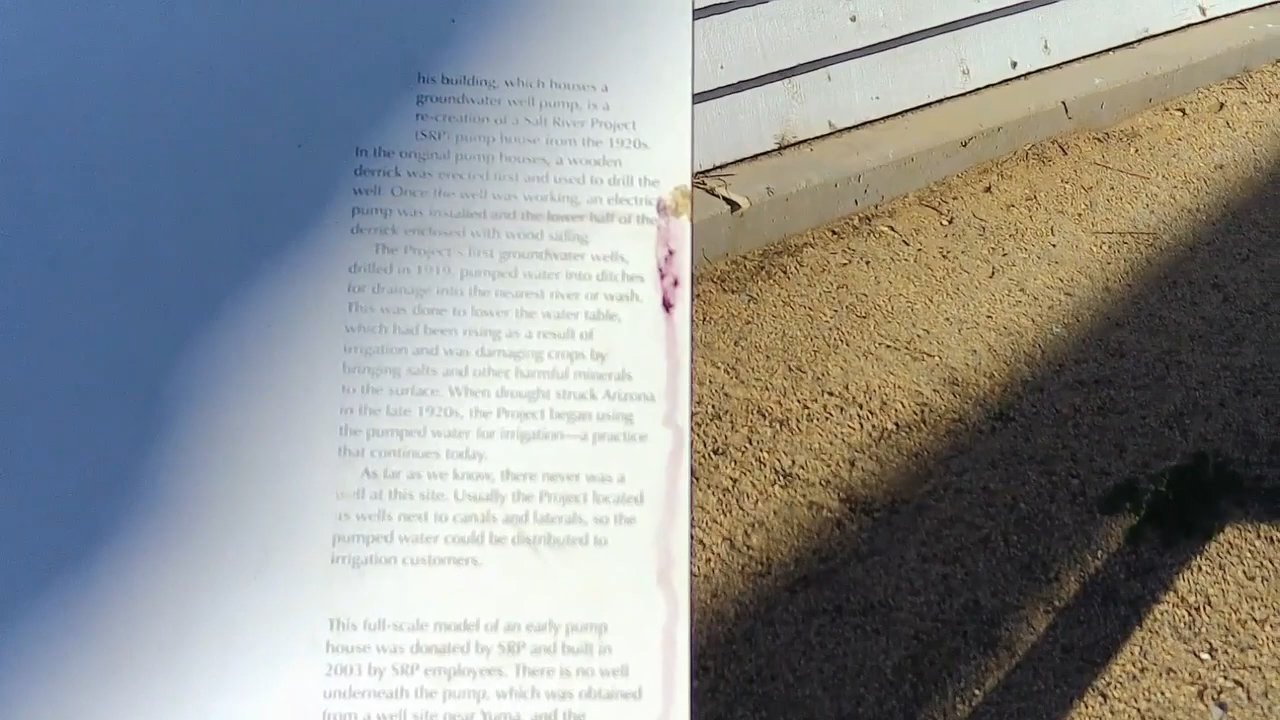 his building, which houses a
groundwater well pump, is a
re-creation of a Salt River Project
(SRP) pump house from the 1920s.
In the original pump houses, a wooden
derrick was erected first and used to drill the
well. Once the well was working, an electric
pump was installed and the lower half of the
derrick enclosed with wood siding.
The Project's first groundwater wells,
drilled in 1919, pumped water into ditches
for drainage into the nearest river or wash.
This was done to lower the water table,
which had been rising as a result of
irrigation and was damaging crops by
bringing salts and other harmful minerals
to the surface. When drought struck Arizona
in the late 1920s, the Project began using
the pumped water for irrigation—a practice
that continues today.
As far as we know, there never was a
well at this site. Usually the Project located
its wells next to canals and laterals, so the
pumped water could be distributed to
irrigation customers.
This full-scale model of an early pump
house was donated by SRP and built in
2003 by SRP employees. There is no well
underneath the pump, which was obtained
from a well site near Yuma, and the